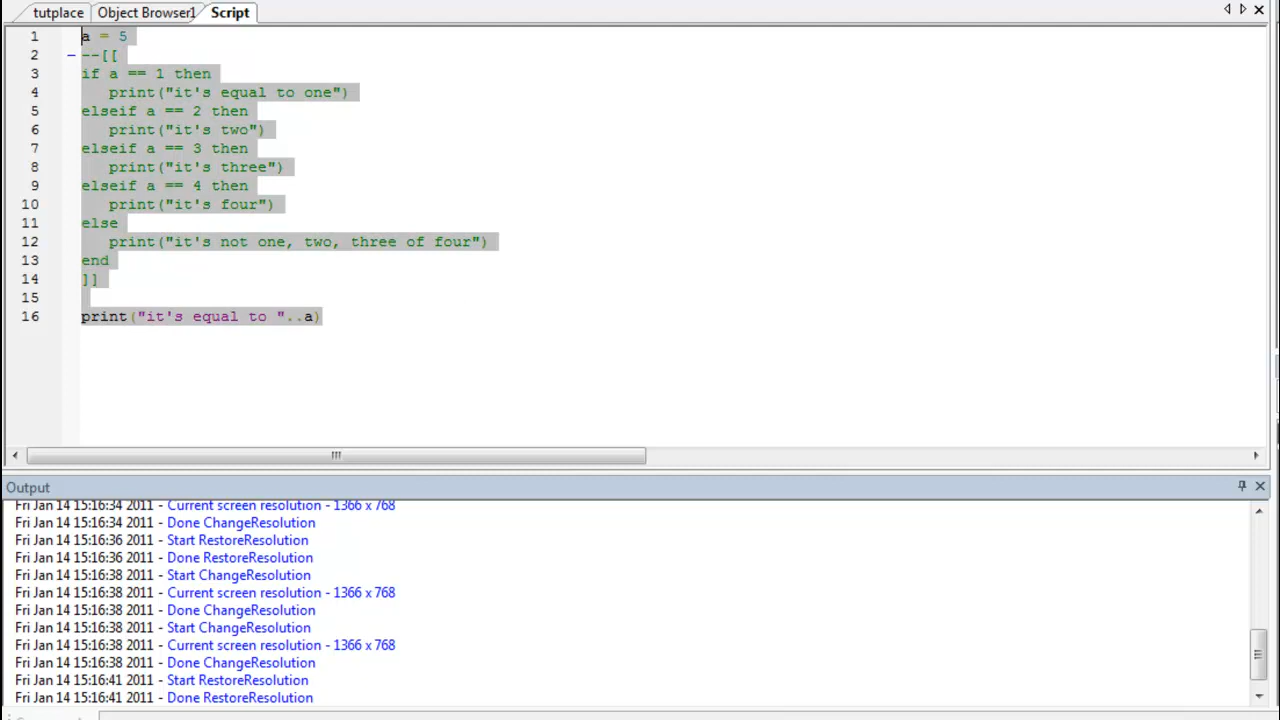 tutplace Object Browser1 Script
1 a = 5
2 --[[
3 if a == 1 then
4 print("it's equal to one")
5 elseif a == 2 then
6 print("it's two")
7 elseif a == 3 then
8 print("it's three")
9 elseif a == 4 then
10 print("it's four")
11 else
12 print("it's not one, two, three of four")
13 end
14 ]]
15
16 print("it's equal to "..a)
Output
Fri Jan 14 15:16:34 2011 - Current screen resolution - 1366 x 768
Fri Jan 14 15:16:34 2011 - Done ChangeResolution
Fri Jan 14 15:16:36 2011 - Start RestoreResolution
Fri Jan 14 15:16:36 2011 - Done RestoreResolution
Fri Jan 14 15:16:38 2011 - Start ChangeResolution
Fri Jan 14 15:16:38 2011 - Current screen resolution - 1366 x 768
Fri Jan 14 15:16:38 2011 - Done ChangeResolution
Fri Jan 14 15:16:38 2011 - Start ChangeResolution
Fri Jan 14 15:16:38 2011 - Current screen resolution - 1366 x 768
Fri Jan 14 15:16:38 2011 - Done ChangeResolution
Fri Jan 14 15:16:41 2011 - Start RestoreResolution
Fri Jan 14 15:16:41 2011 - Done RestoreResolution